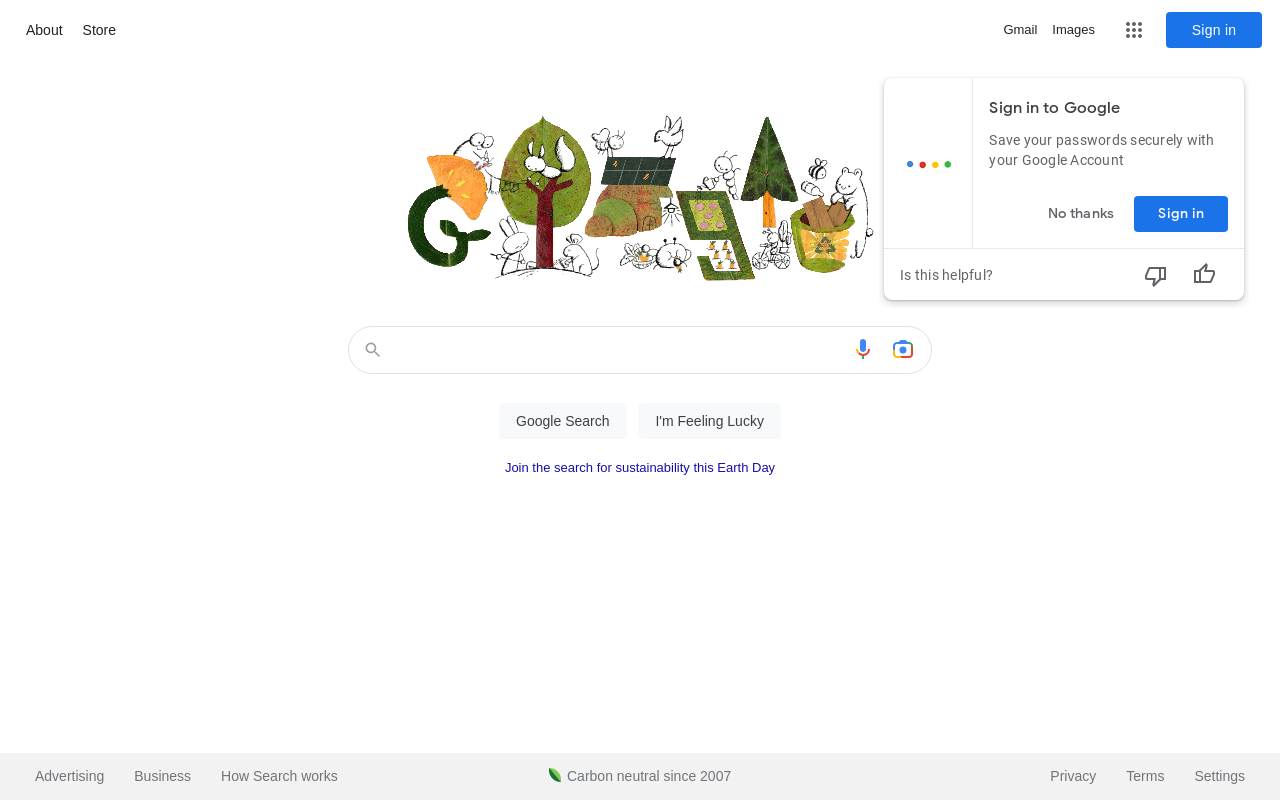 About Store
Gmail Images Sign in
Sign in to Google
Save your passwords securely with
your Google Account
No thanks Sign in
Is this helpful?
Google Search I'm Feeling Lucky
Join the search for sustainability this Earth Day
Advertising Business How Search works Carbon neutral since 2007 Privacy Terms Settings